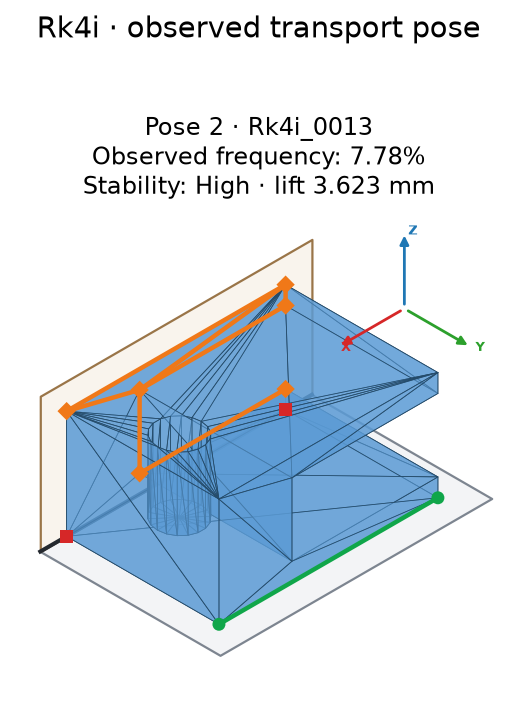 Rk4i · observed transport pose
Pose 2 · Rk4i_0013
Observed frequency: 7.78%
Stability: High · lift 3.623 mm
Z
X
Y